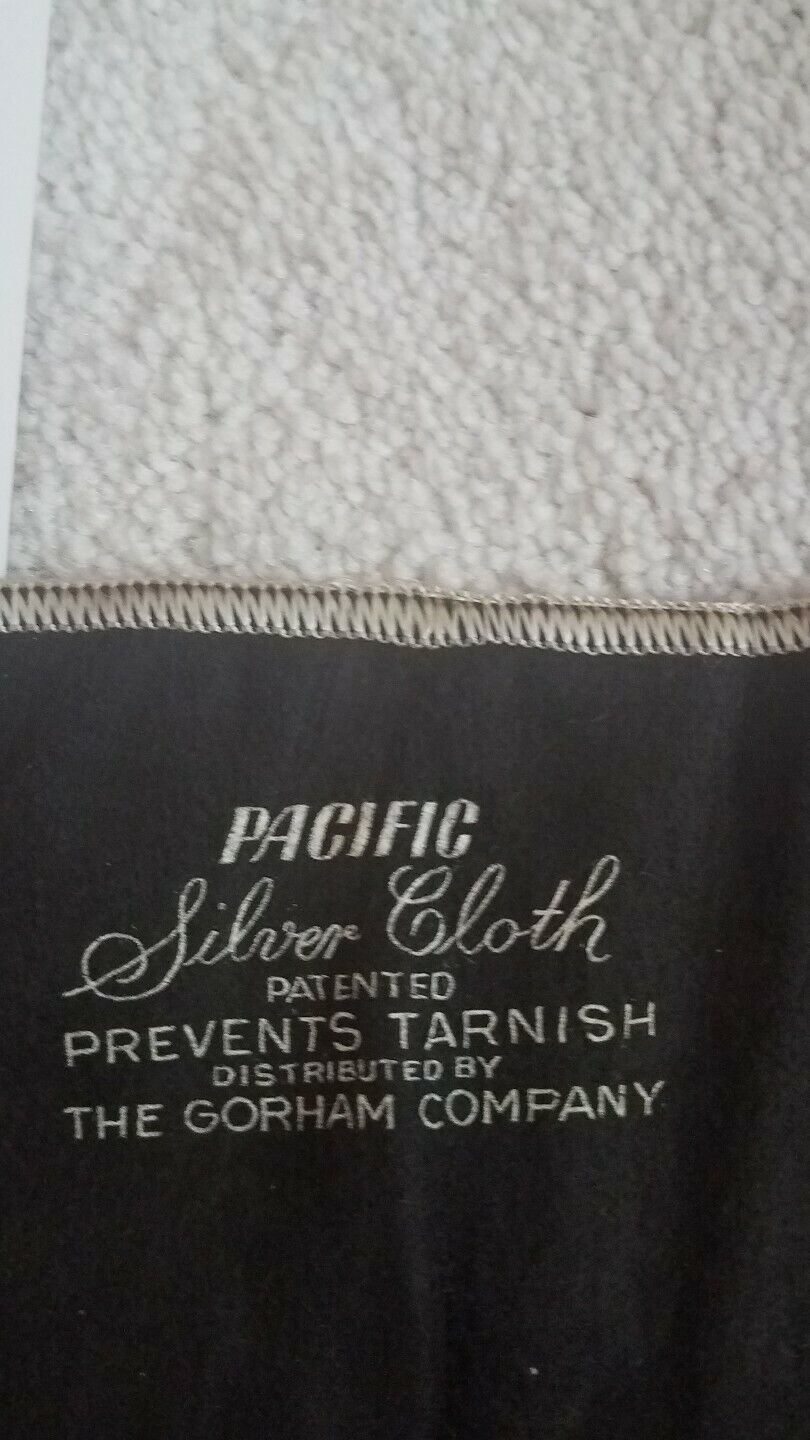 PACIFIC
Silver Cloth
PATENTED
PREVENTS TARNISH
DISTRIBUTED BY
THE GORHAM COMPANY